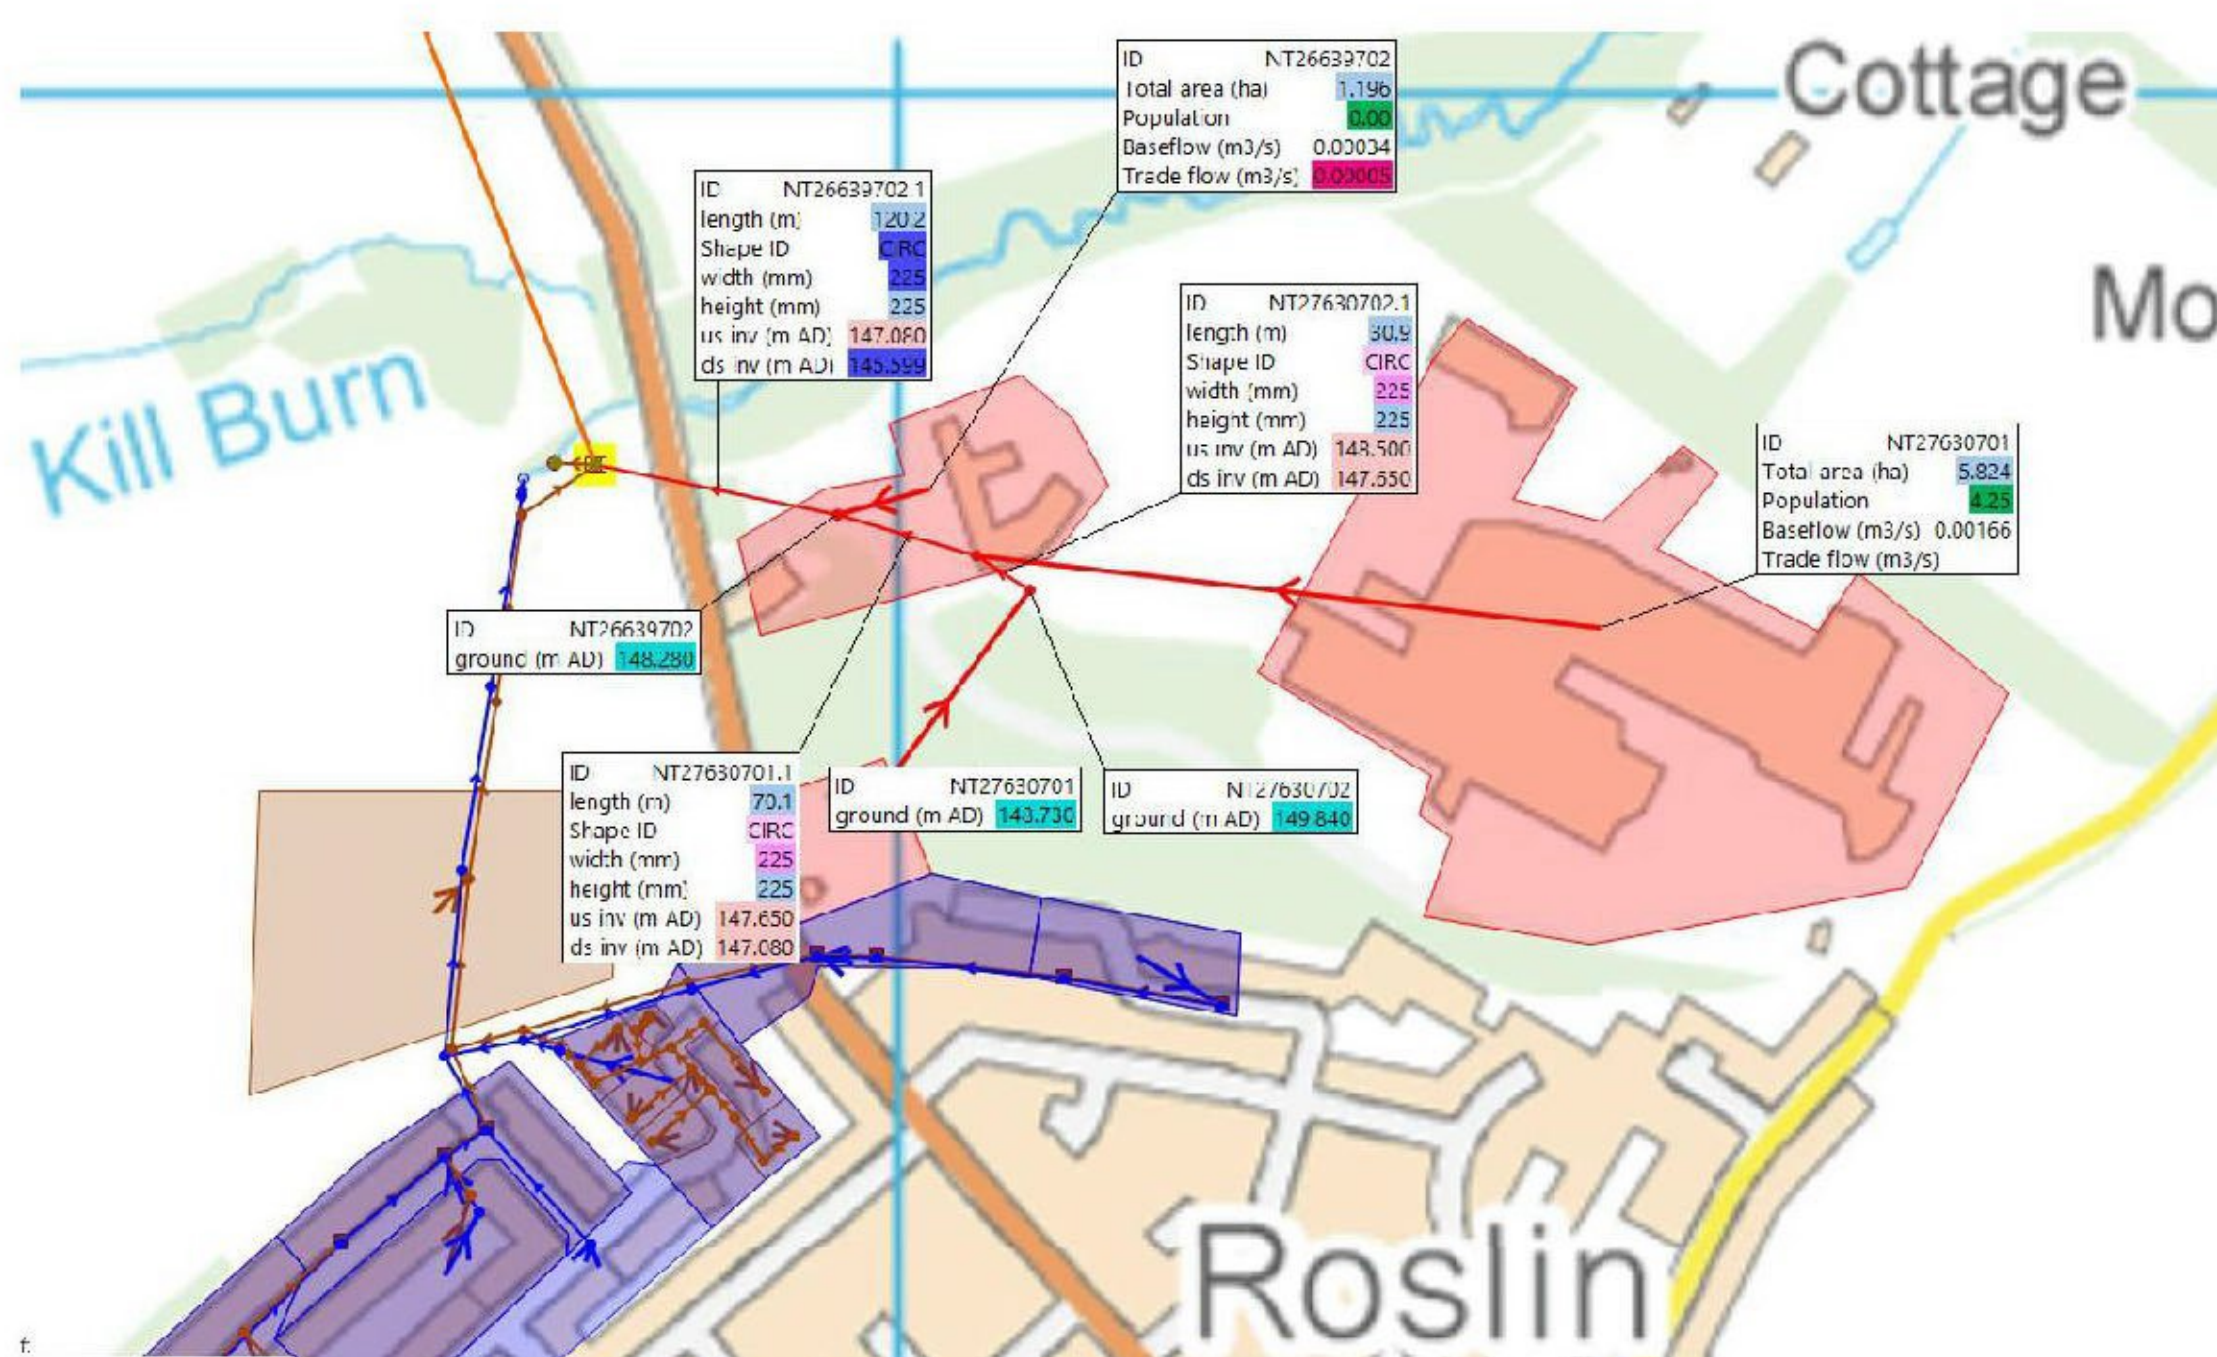 Cottage
ID NT26639702
Total area (ha) 1.196
Population 0.00
Baseflow (m3/s) 0.00034
Trade flow (m3/s) 0.00005
ID NT26639702.1
length (m) 120.2
Shape ID CIRC
width (mm) 225
height (mm) 225
us inv (m AD) 147.080
ds inv (m AD)
Mo
ID NT27630702.1
length (m) 30.9
Shape ID CIRC
width (mm) 225
height (mm) 225
us inv (m AD) 148.500
ds inv (m AD)
Kill Burn
ID NT27630701
Total area (ha) 5.824
Population 4.25
Baseflow (m3/s) 0.00166
Trade flow (m3/s)
ID NT26639702
ground (m AD) 148.280
ID NT27630701.1
length (m) 70.1
Shape ID CIRC
width (mm) 225
height (mm) 225
us inv (m AD) 147.650
ds inv (m AD) 147.080
ID NT27630701
ground (m AD) 148.730
ID NT27630702
ground (m AD) 149.840
Roslin